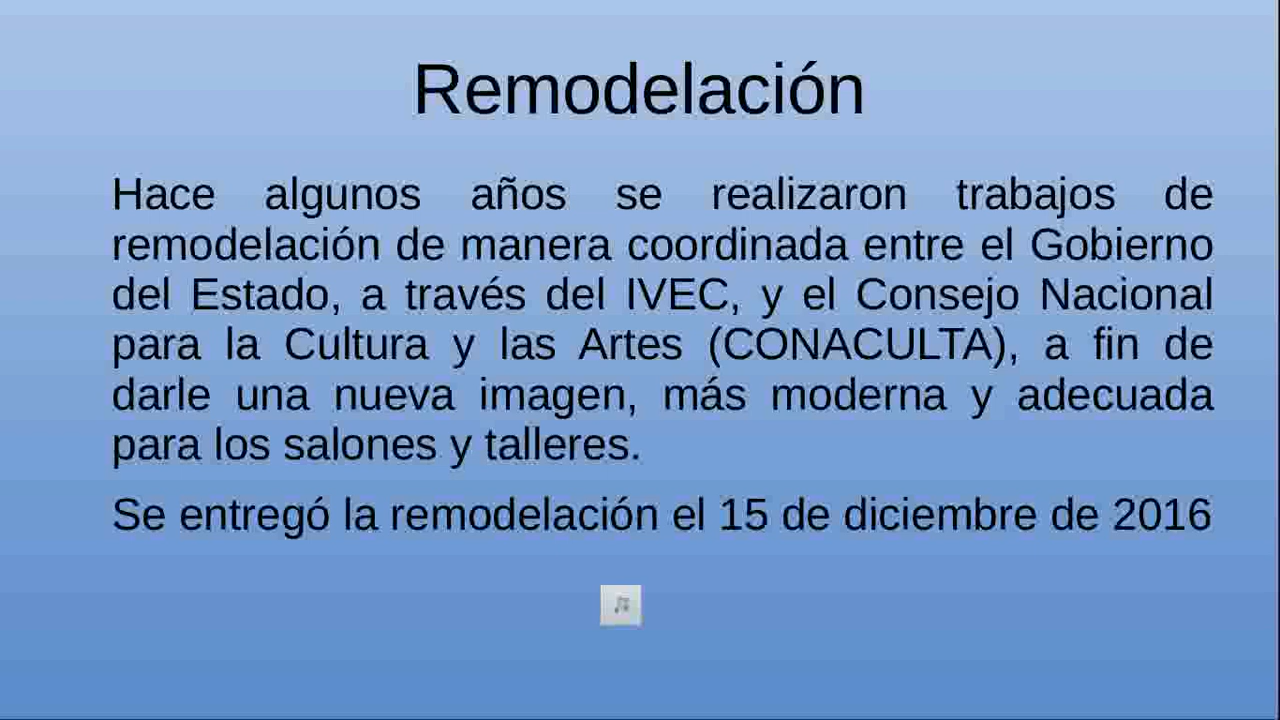 Remodelación
Hace algunos años se realizaron trabajos de
remodelación de manera coordinada entre el Gobierno
del Estado, a través del IVEC, y el Consejo Nacional
para la Cultura y las Artes (CONACULTA), a fin de
darle una nueva imagen, más moderna y adecuada
para los salones y talleres.
Se entregó la remodelación el 15 de diciembre de 2016